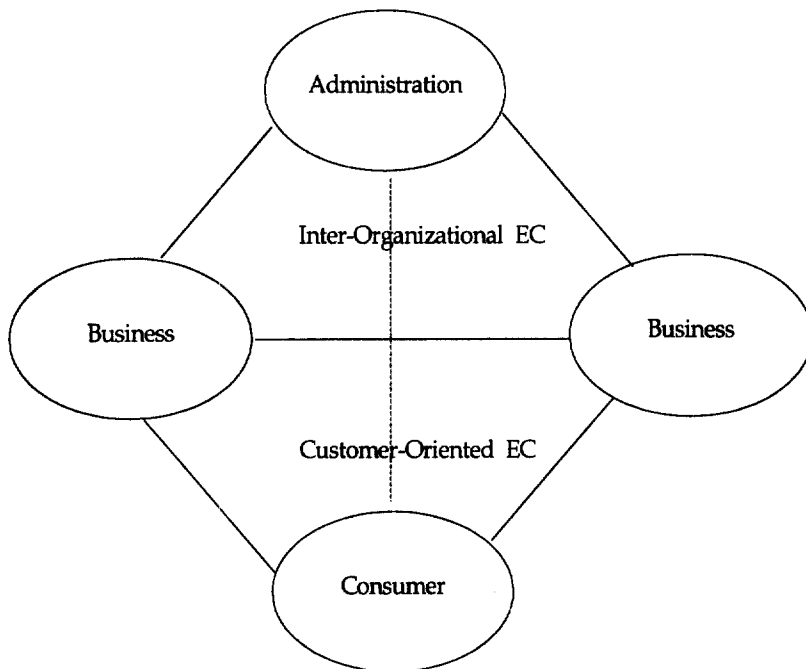 Administration
Inter-Organizational EC
Business
Business
Customer-Oriented EC
Consumer